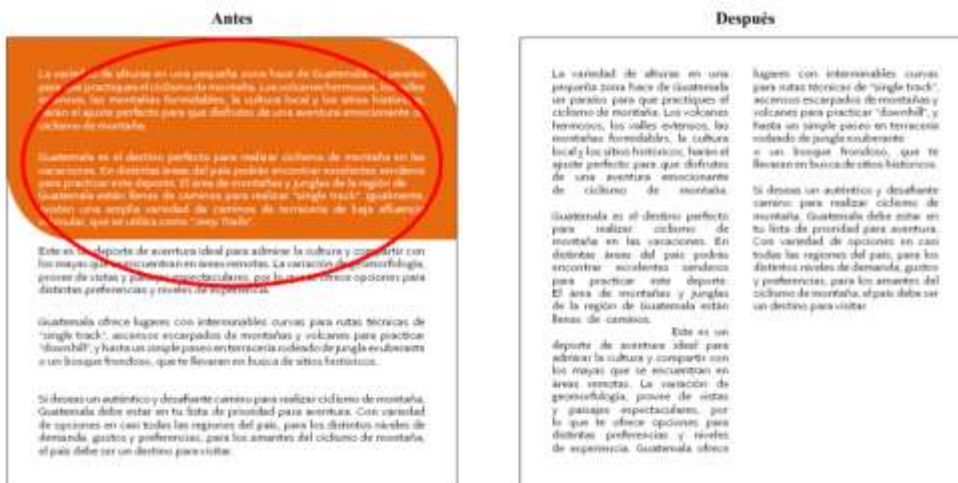 Antes
Después
La variedad de alturas en una pequeña zona hace de Guatemala un paraíso
para que practiques el ciclismo de montaña. Los volcanes hermosos, los valles
extensos, las montañas formidables, la cultura local y los sitios históricos,
harán el ajuste perfecto para que disfrutes de una aventura emocionante de
ciclismo de montaña.
Guatemala es el destino perfecto para realizar ciclismo de montaña en las
vacaciones. En distintas áreas del país podrás encontrar excelentes senderos
para practicar este deporte. El área de montañas y jungles de la región de
Guatemala están llenas de caminos para realizar "single track". Igualmente
existen una amplia variedad de caminos de terracería de baja afluencia
vehicular, que se utiliza como "Jeep Trails".
Este es un deporte de aventura ideal para admirar la cultura y compartir con
los mayas que se encuentran en áreas remotas. La variación de geomorfología,
provee de vistas y paisajes espectaculares, por lo que te ofrece opciones para
distintas preferencias y niveles de experiencia.
Guatemala ofrece lugares con interminables curvas para rutas técnicas de
"single track", ascensos escarpados de montañas y volcanes para practicar
"downhill", y hasta un simple paseo en terracería rodeado de jungla exuberante
o un bosque frondoso, que te llevaran en busca de sitios históricos.
Si deseas un auténtico y desafiante camino para realizar ciclismo de montaña,
Guatemala debe estar en tu lista de prioridad para aventura. Con variedad
de opciones en casi todas las regiones del país, para los distintos niveles de
demanda, gustos y preferencias, para los amantes del ciclismo de montaña,
el país debe ser un destino para visitar.
La variedad de alturas en una
pequeña zona hace de Guatemala
un paraíso para que practiques el
ciclismo de montaña. Los volcanes
hermosos, los valles extensos, las
montañas formidables, la cultura
local y los sitios históricos, harán el
ajuste perfecto para que disfrutes
de una aventura emocionante
de ciclismo de montaña.
Guatemala es el destino perfecto
para realizar ciclismo de
montaña en las vacaciones. En
distintas áreas del país podrás
encontrar excelentes senderos
para practicar este deporte.
El área de montañas y jungles
de la región de Guatemala están
llenas de caminos.
Este es un
deporte de aventura ideal para
admirar la cultura y compartir con
los mayas que se encuentran en
áreas remotas. La variación de
geomorfología, provee de vistas
y paisajes espectaculares, por
lo que te ofrece opciones para
distintas preferencias y niveles
de experiencia. Guatemala ofrece
lugares con interminables curvas
para rutas técnicas de "single track",
ascensos escarpados de montañas y
volcanes para practicar "downhill", y
hasta un simple paseo en terracería
rodeado de jungla exuberante
o un bosque frondoso, que te
llevaran en busca de sitios históricos.
Si deseas un auténtico y desafiante
camino para realizar ciclismo de
montaña, Guatemala debe estar en
tu lista de prioridad para aventura.
Con variedad de opciones en casi
todas las regiones del país, para los
distintos niveles de demanda, gustos
y preferencias, para los amantes del
ciclismo de montaña, el país debe ser
un destino para visitar